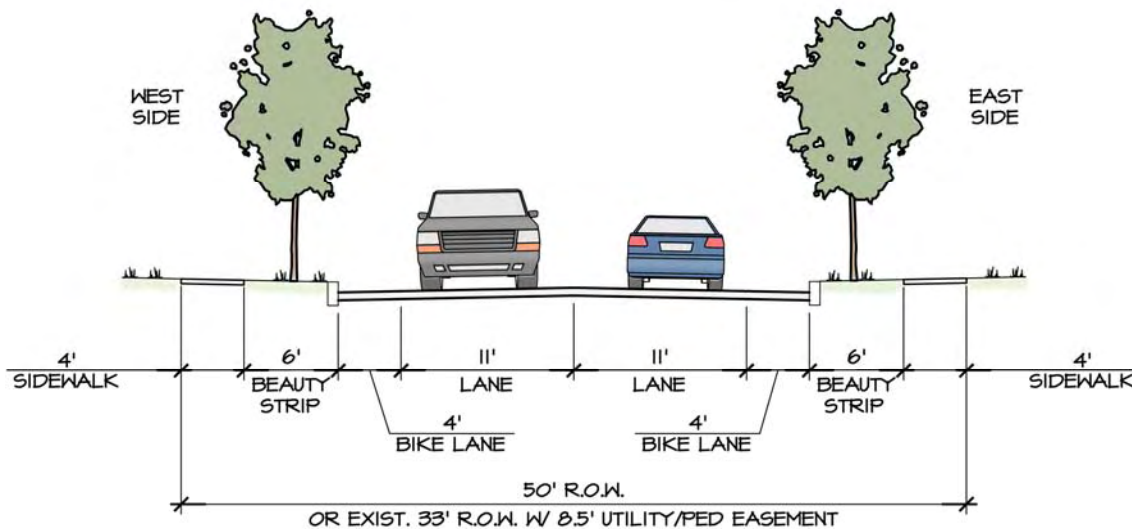 WEST
SIDE
EAST
SIDE
4'
SIDEWALK
6'
BEAUTY
STRIP
11'
LANE
11'
LANE
6'
BEAUTY
STRIP
4'
SIDEWALK
4'
BIKE LANE
4'
BIKE LANE
50' R.O.W.
OR EXIST. 33' R.O.W. W/ 8.5' UTILITY/PED EASEMENT